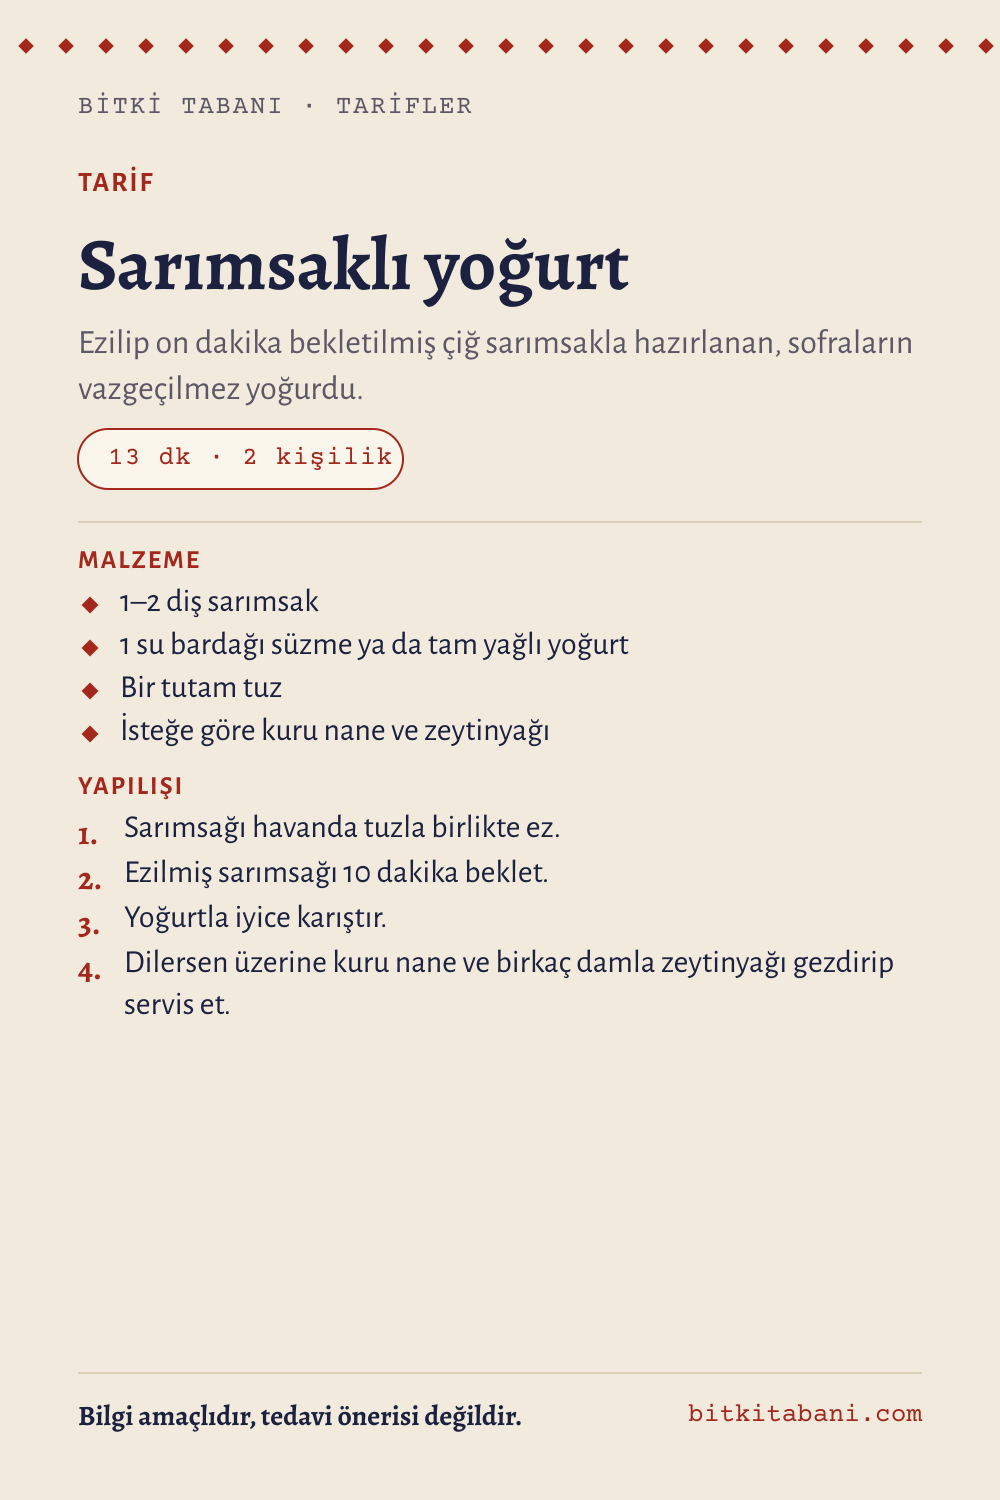 BİTKİ TABANI · TARİFLER
TARİF
Sarımsaklı yoğurt
Ezilip on dakika bekletilmiş çiğ sarımsakla hazırlanan, sofraların
vazgeçilmez yoğurdu.
13 dk · 2 kişilik
MALZEME
◆ 1–2 diş sarımsak
◆ 1 su bardağı süzme ya da tam yağlı yoğurt
◆ Bir tutam tuz
◆ İsteğe göre kuru nane ve zeytinyağı
YAPILIŞI
1. Sarımsağı havanda tuzla birlikte ez.
2. Ezilmiş sarımsağı 10 dakika beklet.
3. Yoğurtla iyice karıştır.
4. Dilersen üzerine kuru nane ve birkaç damla zeytinyağı gezdirip
servis et.
Bilgi amaçlıdır, tedavi önerisi değildir.
bitkitabani.com